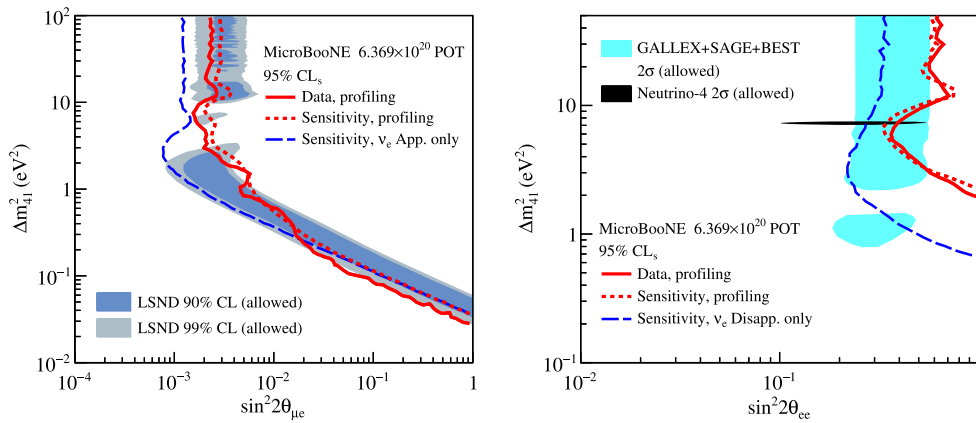 MicroBooNE 6.369×10²⁰ POT
95% CLₛ
Data, profiling
Sensitivity, profiling
Sensitivity, νₑ App. only
LSND 90% CL (allowed)
LSND 99% CL (allowed)
Δm²₄₁ (eV²)
10²
10
1
10⁻¹
10⁻²
10⁻⁴
10⁻³
10⁻²
10⁻¹
1
sin²2θ_μe
GALLEX+SAGE+BEST
2σ (allowed)
Neutrino-4 2σ (allowed)
MicroBooNE 6.369×10²⁰ POT
95% CLₛ
Data, profiling
Sensitivity, profiling
Sensitivity, νₑ Disapp. only
Δm²₄₁ (eV²)
10
1
10⁻¹
10⁻²
10⁻¹
sin²2θₑₑ